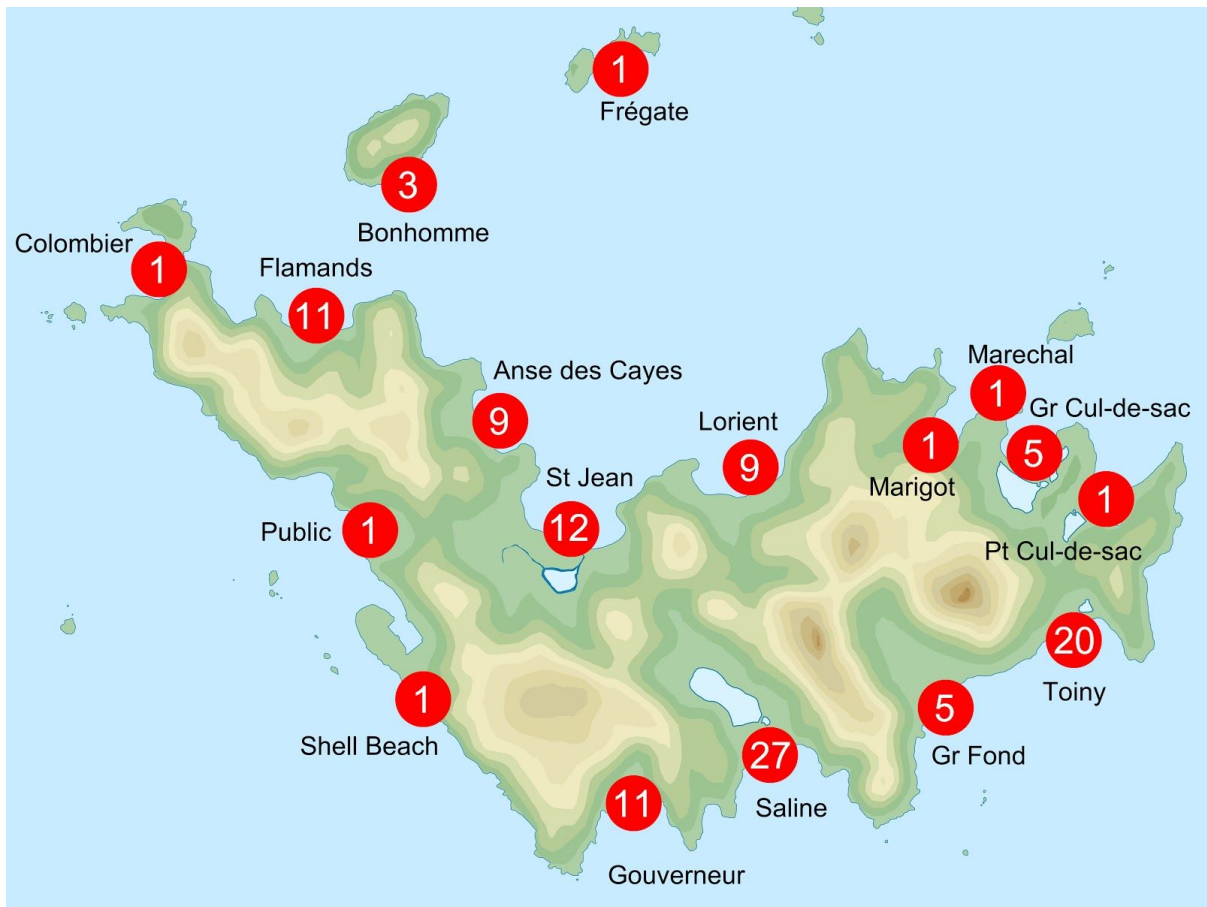 1
Frégate
3
Bonhomme
Colombier
1
Flamands
11
Anse des Cayes
9
Marechal
1
Gr Cul-de-sac
5
Lorient
9
1
Marigot
St Jean
12
1
Pt Cul-de-sac
Public
1
20
Toiny
1
Shell Beach
5
Gr Fond
27
Saline
11
Gouverneur